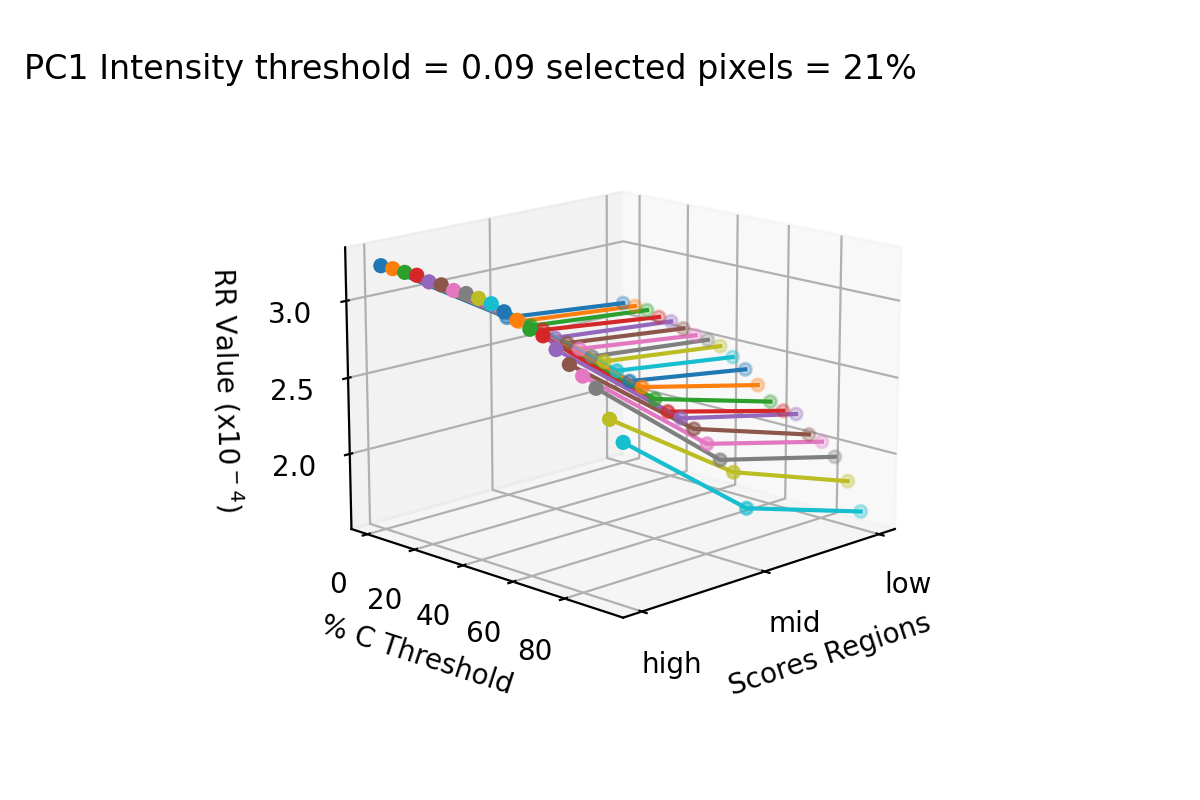 PC1 Intensity threshold = 0.09 selected pixels = 21%
RR Value (x10⁻⁴)
3.0
2.5
2.0
0
20
40
60
80
% C Threshold
high
mid
low
Scores Regions